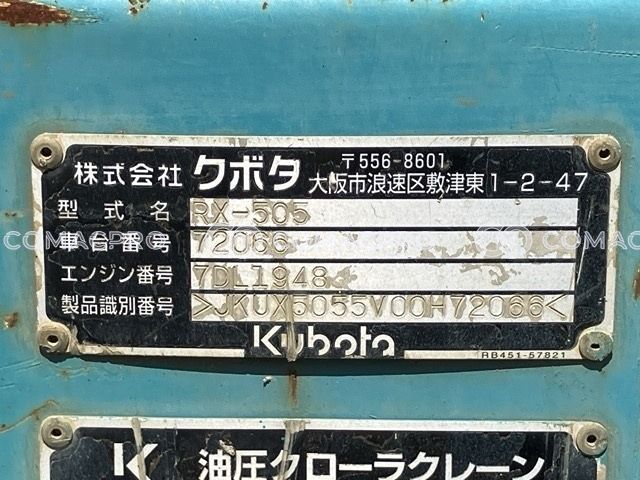 株式会社 クボタ 〒556-8601
大阪市浪速区敷津東1-2-47
型式名 RX-505
車台番号 72066
エンジン番号 7DL1948
製品識別番号 >JKUX5055V00H72066<
Kubota
RB451-57821
K 油圧クローラクレーン
COMACPRO